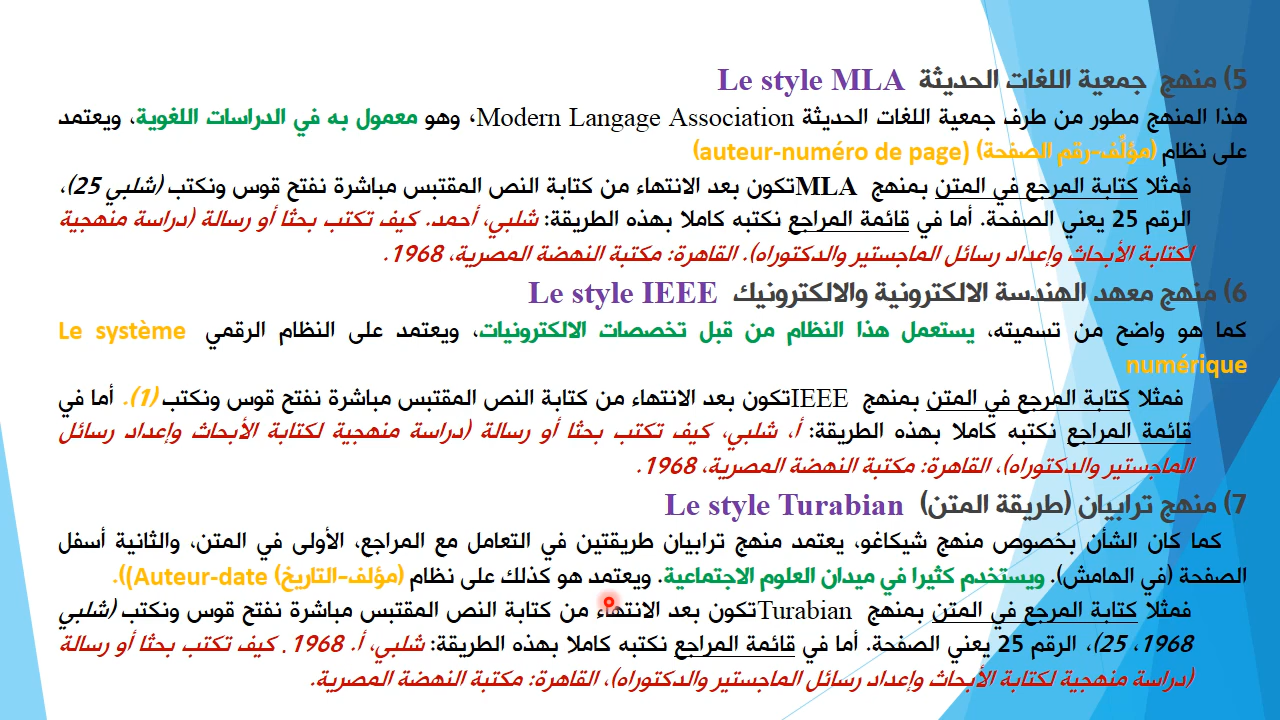 5) منهج جمعية اللغات الحديثة Le style MLA
هذا المنهج مطور من طرف جمعية اللغات الحديثة Modern Langage Association، وهو معمول به في الدراسات اللغوية، ويعتمد
على نظام (مؤلّف-رقم الصفحة) (auteur-numéro de page)
فمثلا كتابة المرجع في المتن بمنهج MLAتكون بعد الانتهاء من كتابة النص المقتبس مباشرة نفتح قوس ونكتب (شلبي 25)،
الرقم 25 يعني الصفحة. أما في قائمة المراجع نكتبه كاملا بهذه الطريقة: شلبي، أحمد. كيف تكتب بحثا أو رسالة (دراسة منهجية
لكتابة الأبحاث وإعداد رسائل الماجستير والدكتوراه). القاهرة: مكتبة النهضة المصرية، 1968.
6) منهج معهد الهندسة الالكترونية والالكترونيك Le style IEEE
كما هو واضح من تسميته، يستعمل هذا النظام من قبل تخصصات الالكترونيات، ويعتمد على النظام الرقمي Le système
numérique
فمثلا كتابة المرجع في المتن بمنهج IEEEتكون بعد الانتهاء من كتابة النص المقتبس مباشرة نفتح قوس ونكتب (1). أما في
قائمة المراجع نكتبه كاملا بهذه الطريقة: أ، شلبي، كيف تكتب بحثا أو رسالة (دراسة منهجية لكتابة الأبحاث وإعداد رسائل
الماجستير والدكتوراه)، القاهرة: مكتبة النهضة المصرية، 1968.
7) منهج ترابيان (طريقة المتن) Le style Turabian
كما كان الشأن بخصوص منهج شيكاغو، يعتمد منهج ترابيان طريقتين في التعامل مع المراجع، الأولى في المتن، والثانية أسفل
الصفحة (في الهامش). ويستخدم كثيرا في ميدان العلوم الاجتماعية. ويعتمد هو كذلك على نظام (مؤلف-التاريخ) Auteur-date)).
فمثلا كتابة المرجع في المتن بمنهج Turabianتكون بعد الانتهاء من كتابة النص المقتبس مباشرة نفتح قوس ونكتب (شلبي
1968، 25)، الرقم 25 يعني الصفحة. أما في قائمة المراجع نكتبه كاملا بهذه الطريقة: شلبي، أ. 1968. كيف تكتب بحثا أو رسالة
(دراسة منهجية لكتابة الأبحاث وإعداد رسائل الماجستير والدكتوراه)، القاهرة: مكتبة النهضة المصرية.